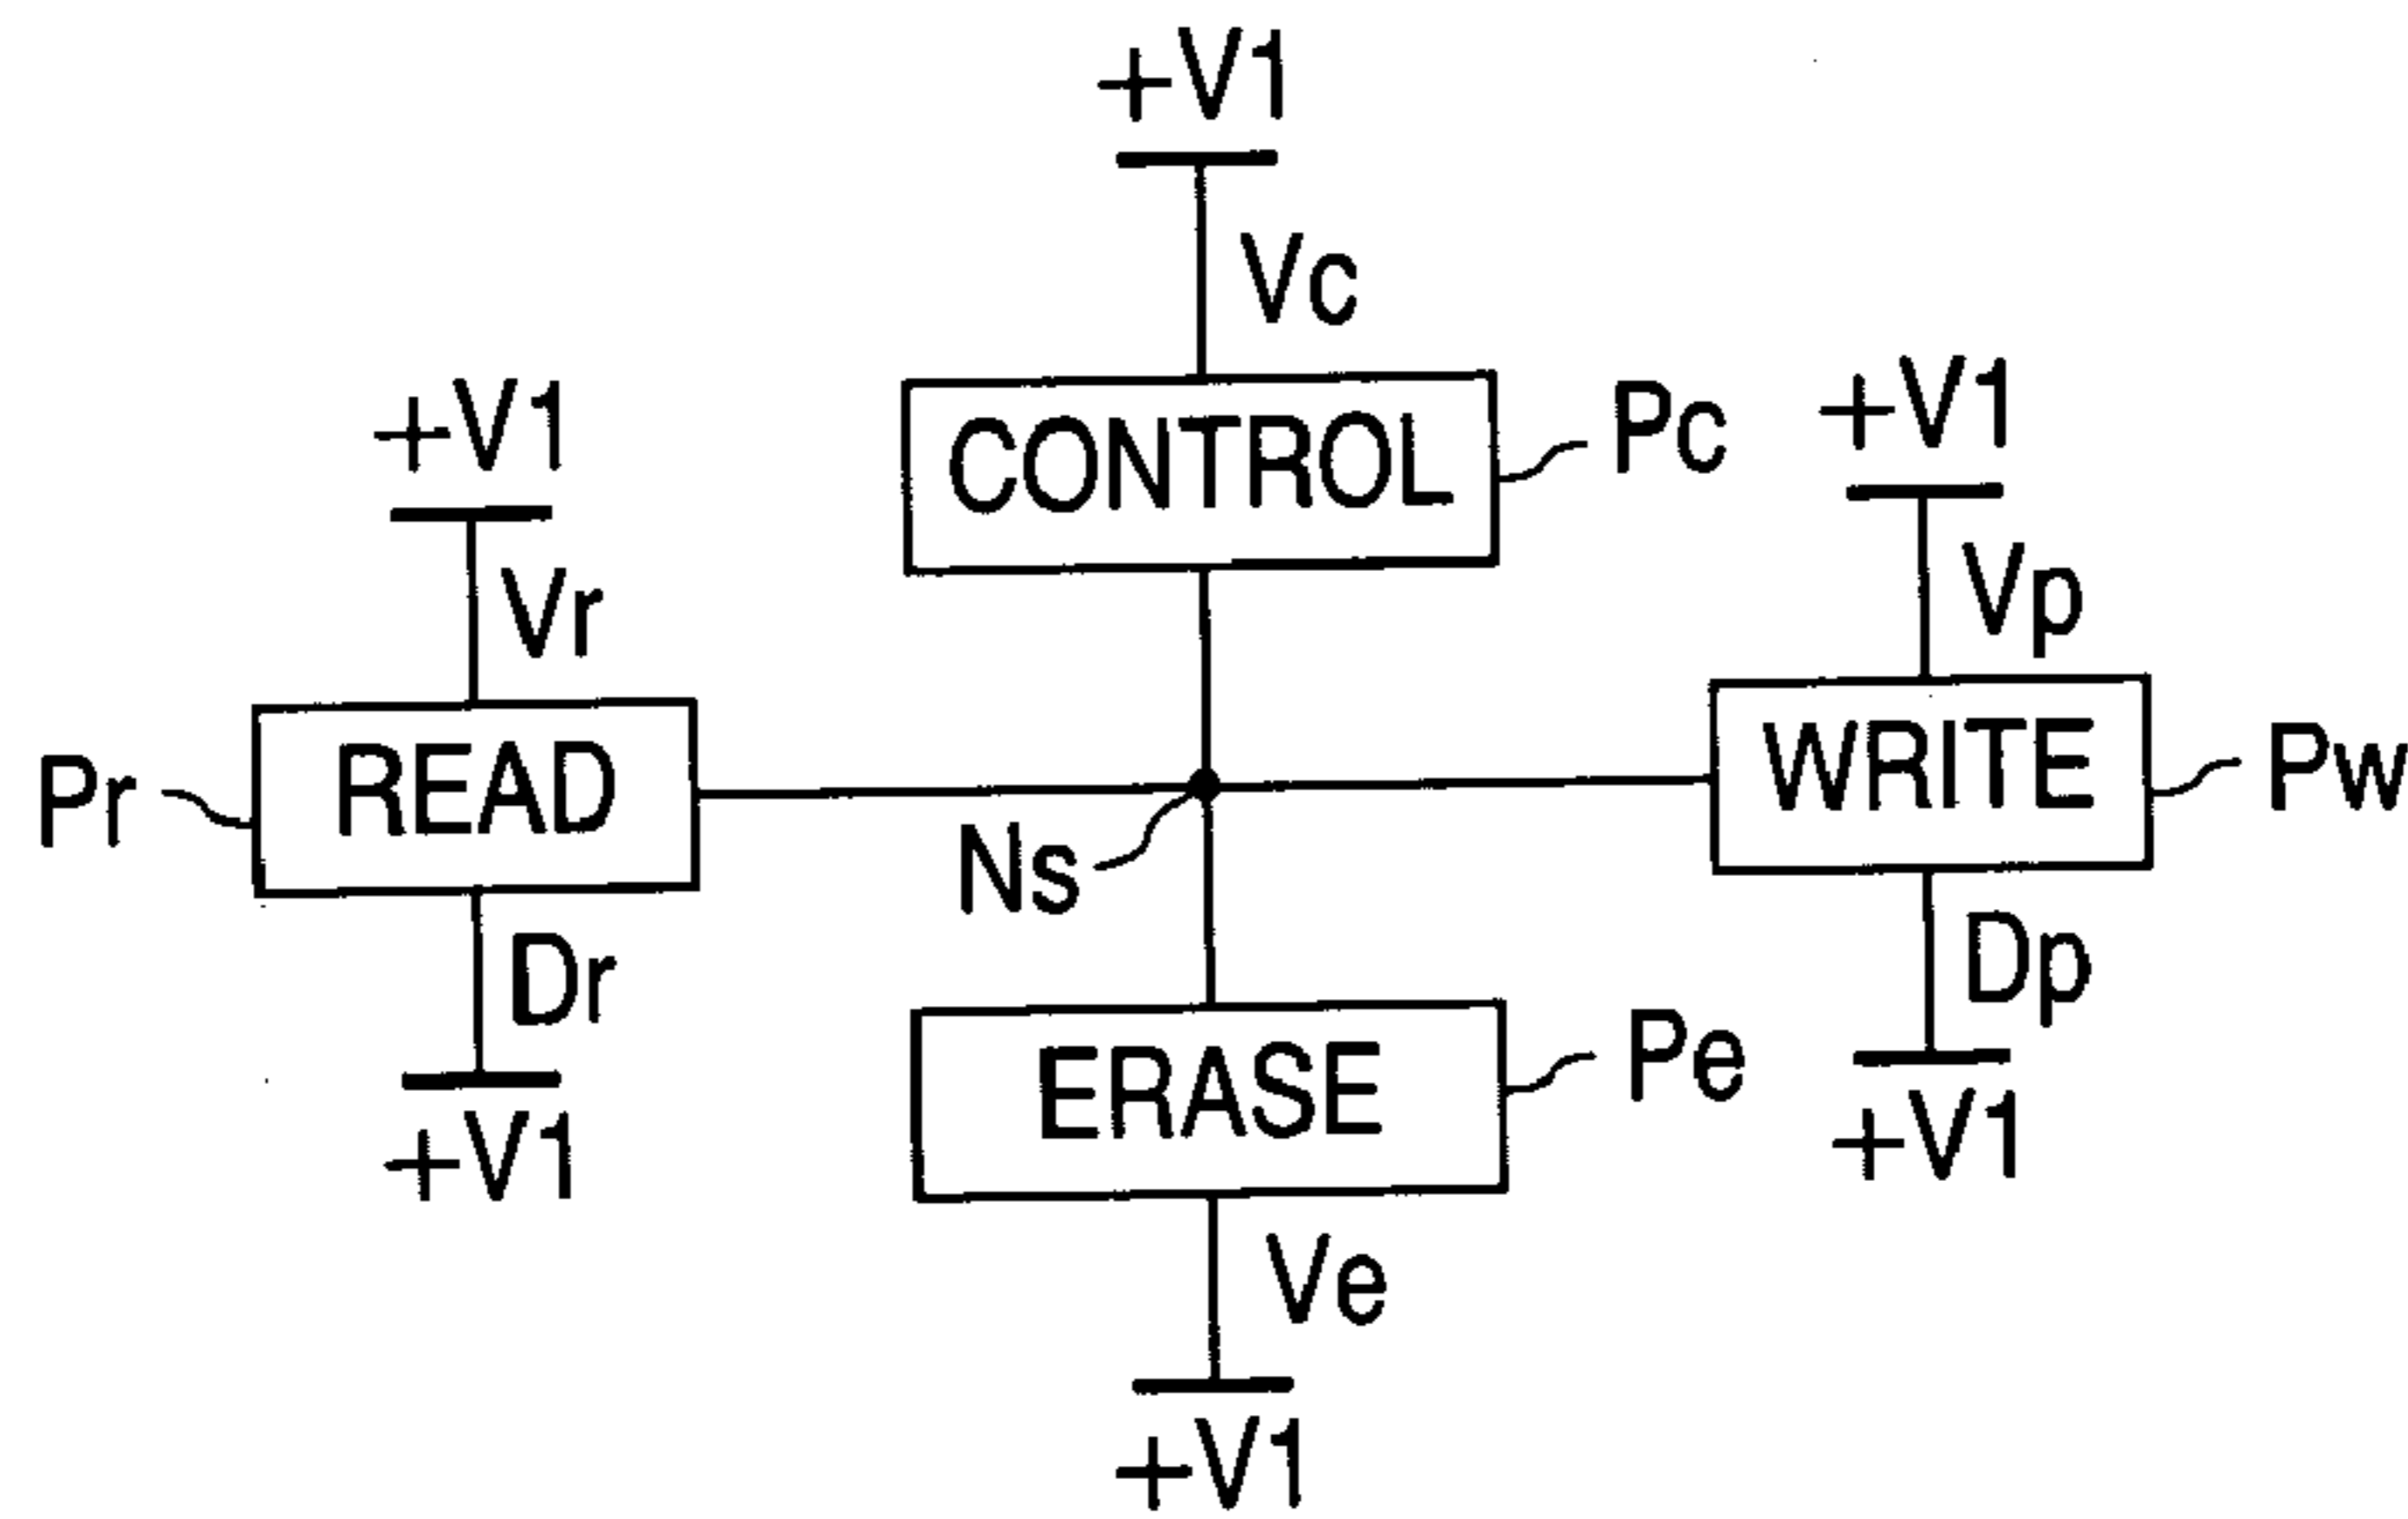 +V1
Vc
CONTROL
Pc
+V1
+V1
Vr
Vp
READ
Pr
WRITE
Pw
Ns
Dr
Dp
ERASE
Pe
+V1
+V1
Ve
+V1